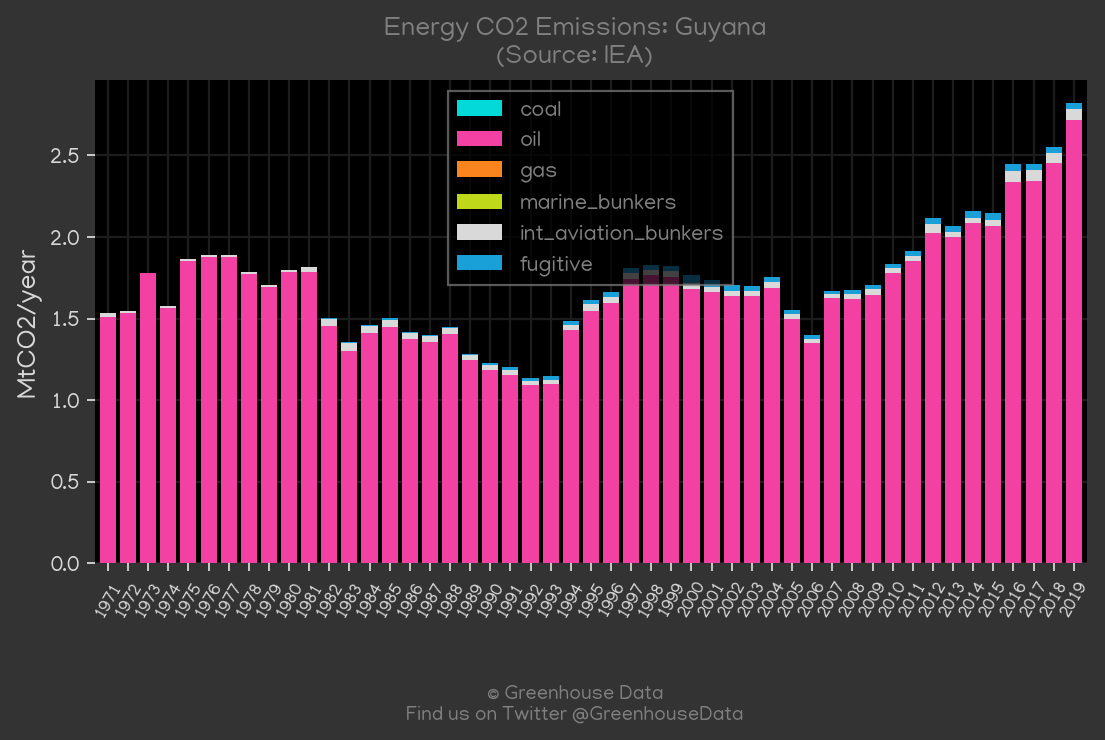 Energy CO2 Emissions: Guyana
(Source: IEA)
coal
oil
gas
marine_bunkers
int_aviation_bunkers
fugitive
MtCO2/year
2.5
2.0
1.5
1.0
0.5
0.0
1971 1972 1973 1974 1975 1976 1977 1978 1979 1980 1981 1982 1983 1984 1985 1986 1987 1988 1989 1990 1991 1992 1993 1994 1995 1996 1997 1998 1999 2000 2001 2002 2003 2004 2005 2006 2007 2008 2009 2010 2011 2012 2013 2014 2015 2016 2017 2018 2019
© Greenhouse Data
Find us on Twitter @GreenhouseData